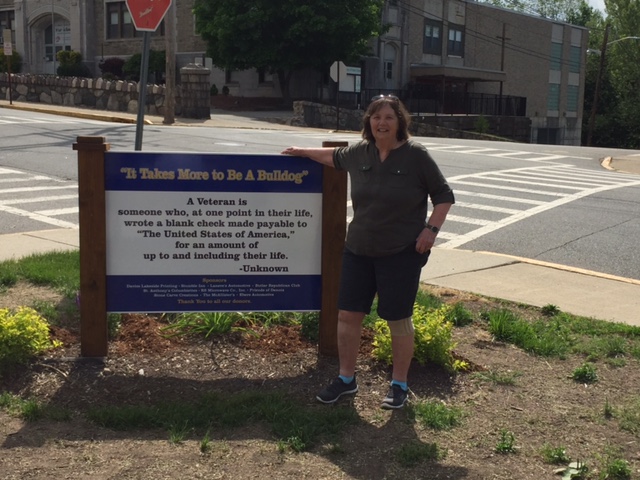 "It Takes More to Be A Bulldog"
A Veteran is
someone who, at one point in their life,
wrote a blank check made payable to
"The United States of America,"
for an amount of
up to and including their life.
-Unknown
Sponsors
Thank You to all our donors